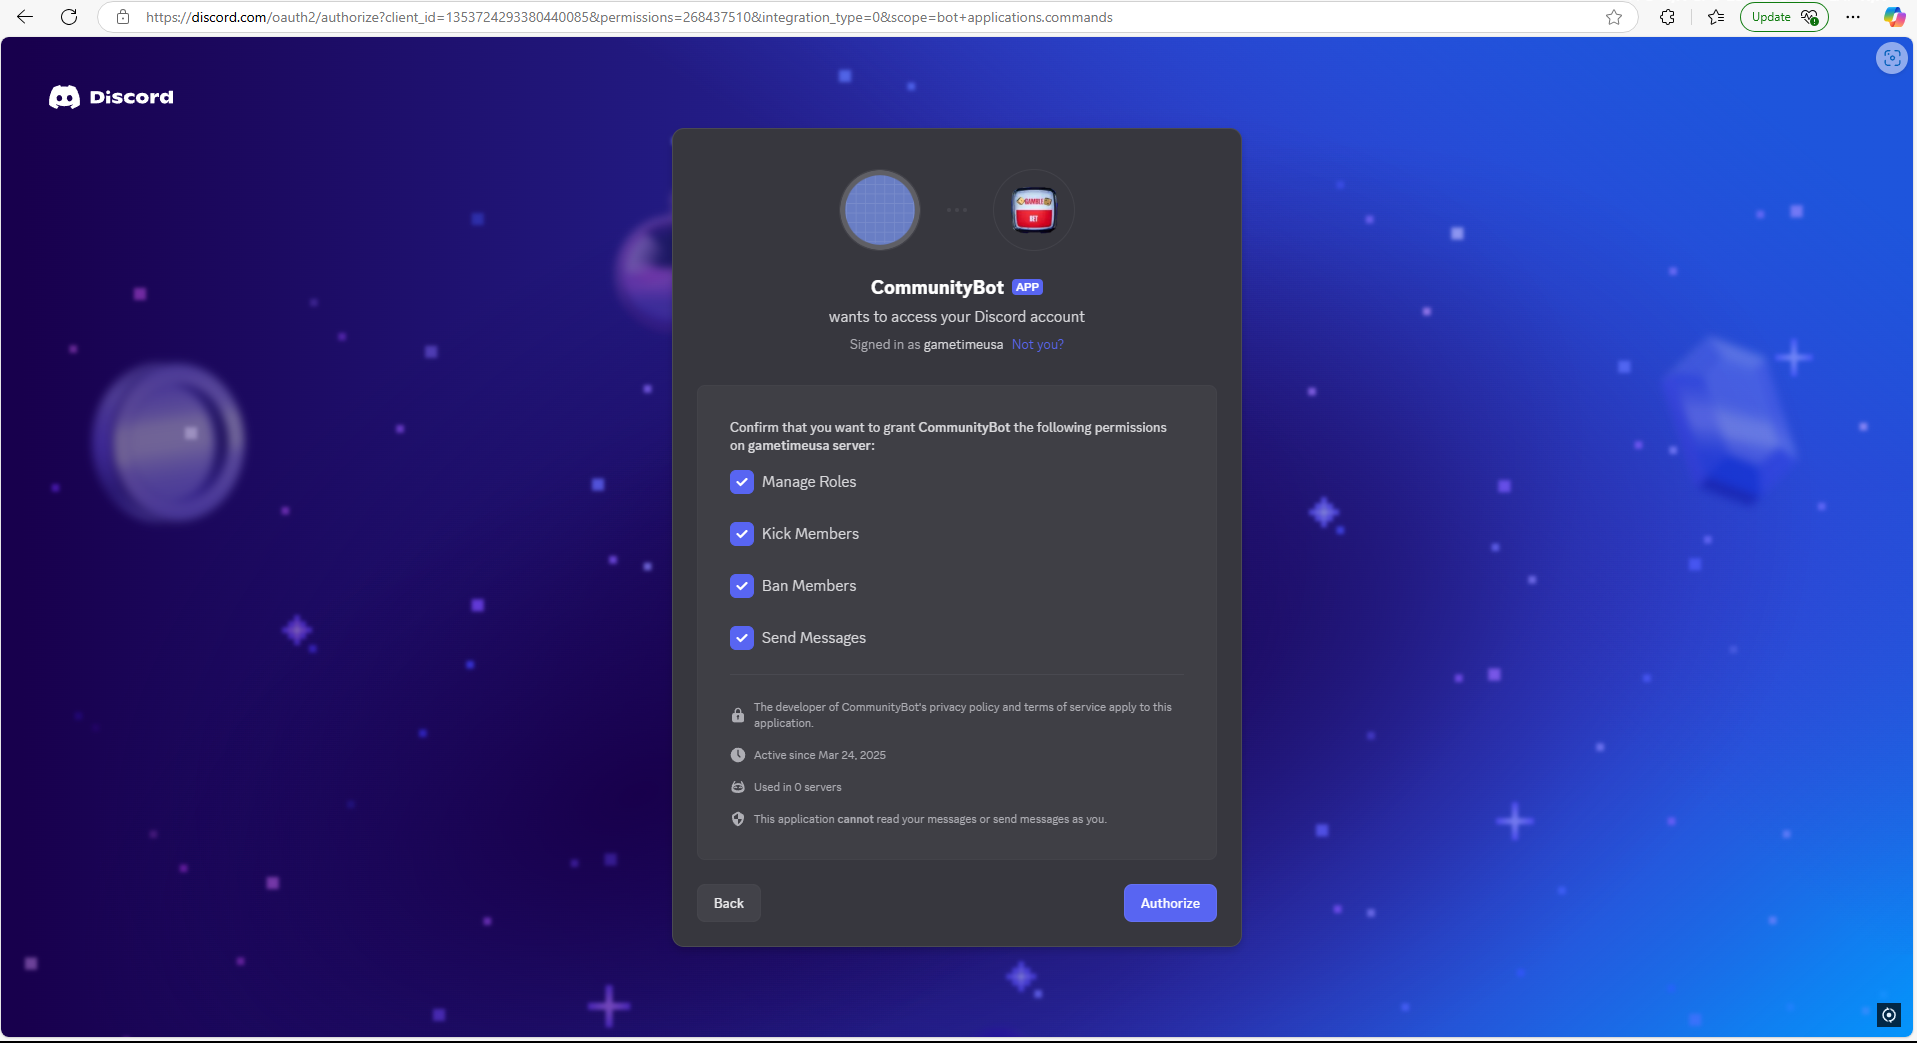 https://discord.com/oauth2/authorize?client_id=1353724293380440085&permissions=268437510&integration_type=0&scope=bot+applications.commands
Update
Discord
GAMBLE
BET
CommunityBot APP
wants to access your Discord account
Signed in as gametimeusa Not you?
Confirm that you want to grant CommunityBot the following permissions
on gametimeusa server:
Manage Roles
Kick Members
Ban Members
Send Messages
The developer of CommunityBot's privacy policy and terms of service apply to this
application.
Active since Mar 24, 2025
Used in 0 servers
This application cannot read your messages or send messages as you.
Back
Authorize